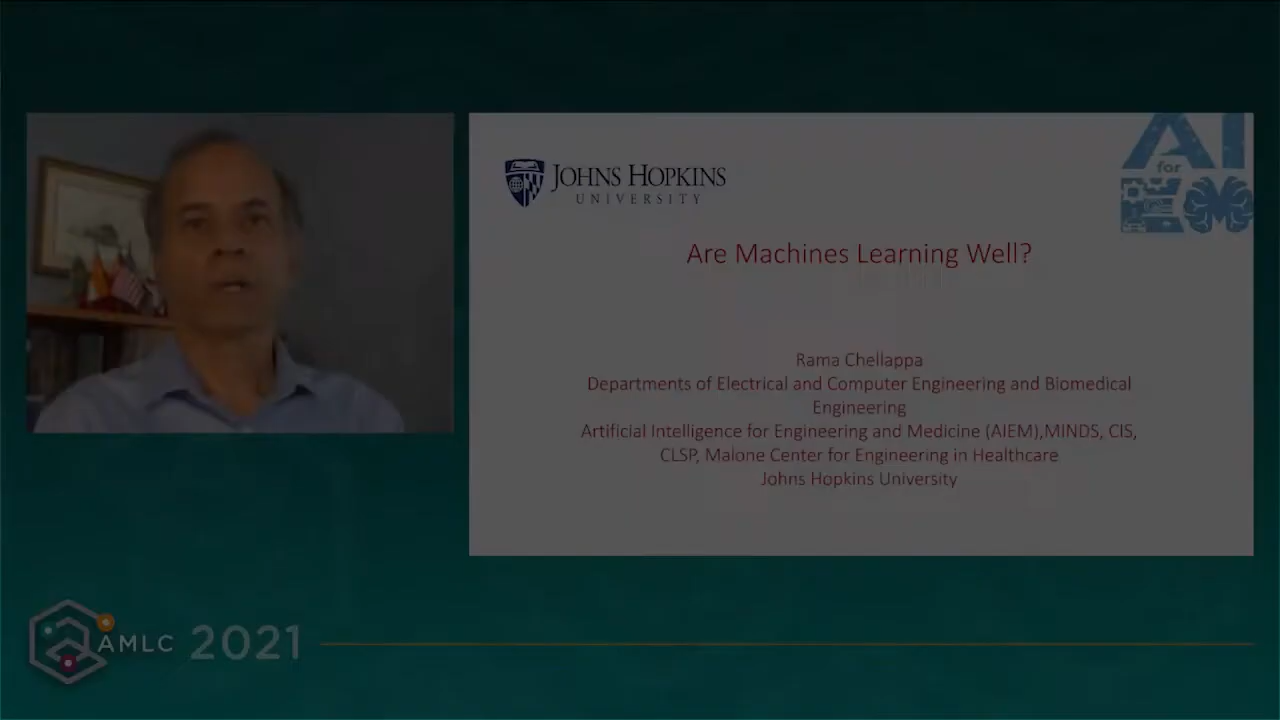 JOHNS HOPKINS
UNIVERSITY
AI
for
Are Machines Learning Well?
Rama Chellappa
Departments of Electrical and Computer Engineering and Biomedical
Engineering
Artificial Intelligence for Engineering and Medicine (AIEM),MINDS, CIS,
CLSP, Malone Center for Engineering in Healthcare
Johns Hopkins University
AMLC 2021